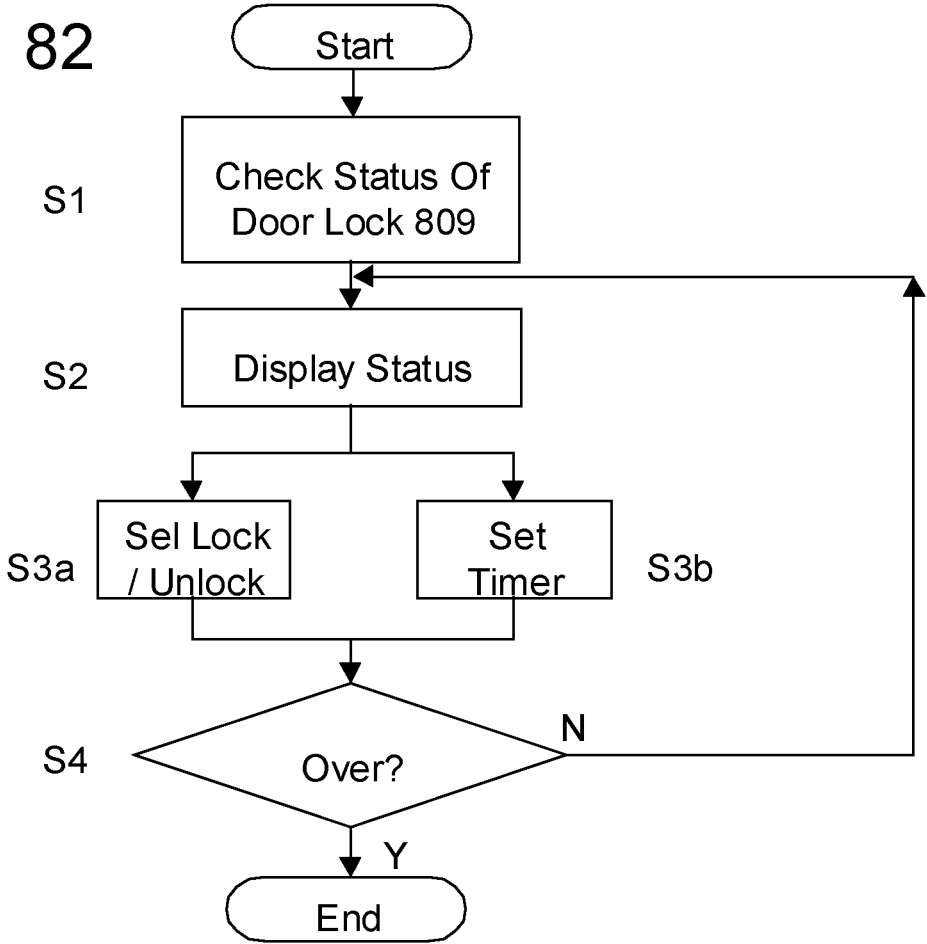 82
Start
S1
Check Status Of
Door Lock 809
S2
Display Status
S3a
Sel Lock
/ Unlock
Set
Timer
S3b
S4
Over?
N
Y
End